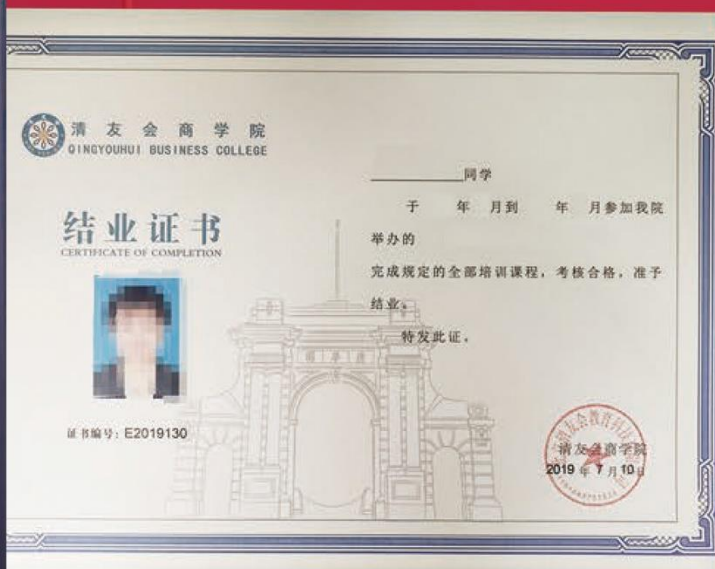 清友会商学院
QINGYOUHUI BUSINESS COLLEGE
结业证书
CERTIFICATE OF COMPLETION
证书编号：E2019130
同学
于 年 月到 年 月参加我院
举办的
完成规定的全部培训课程，考核合格，准予
结业。
特发此证。
清友会商学院
2019 年 7 月 10 日